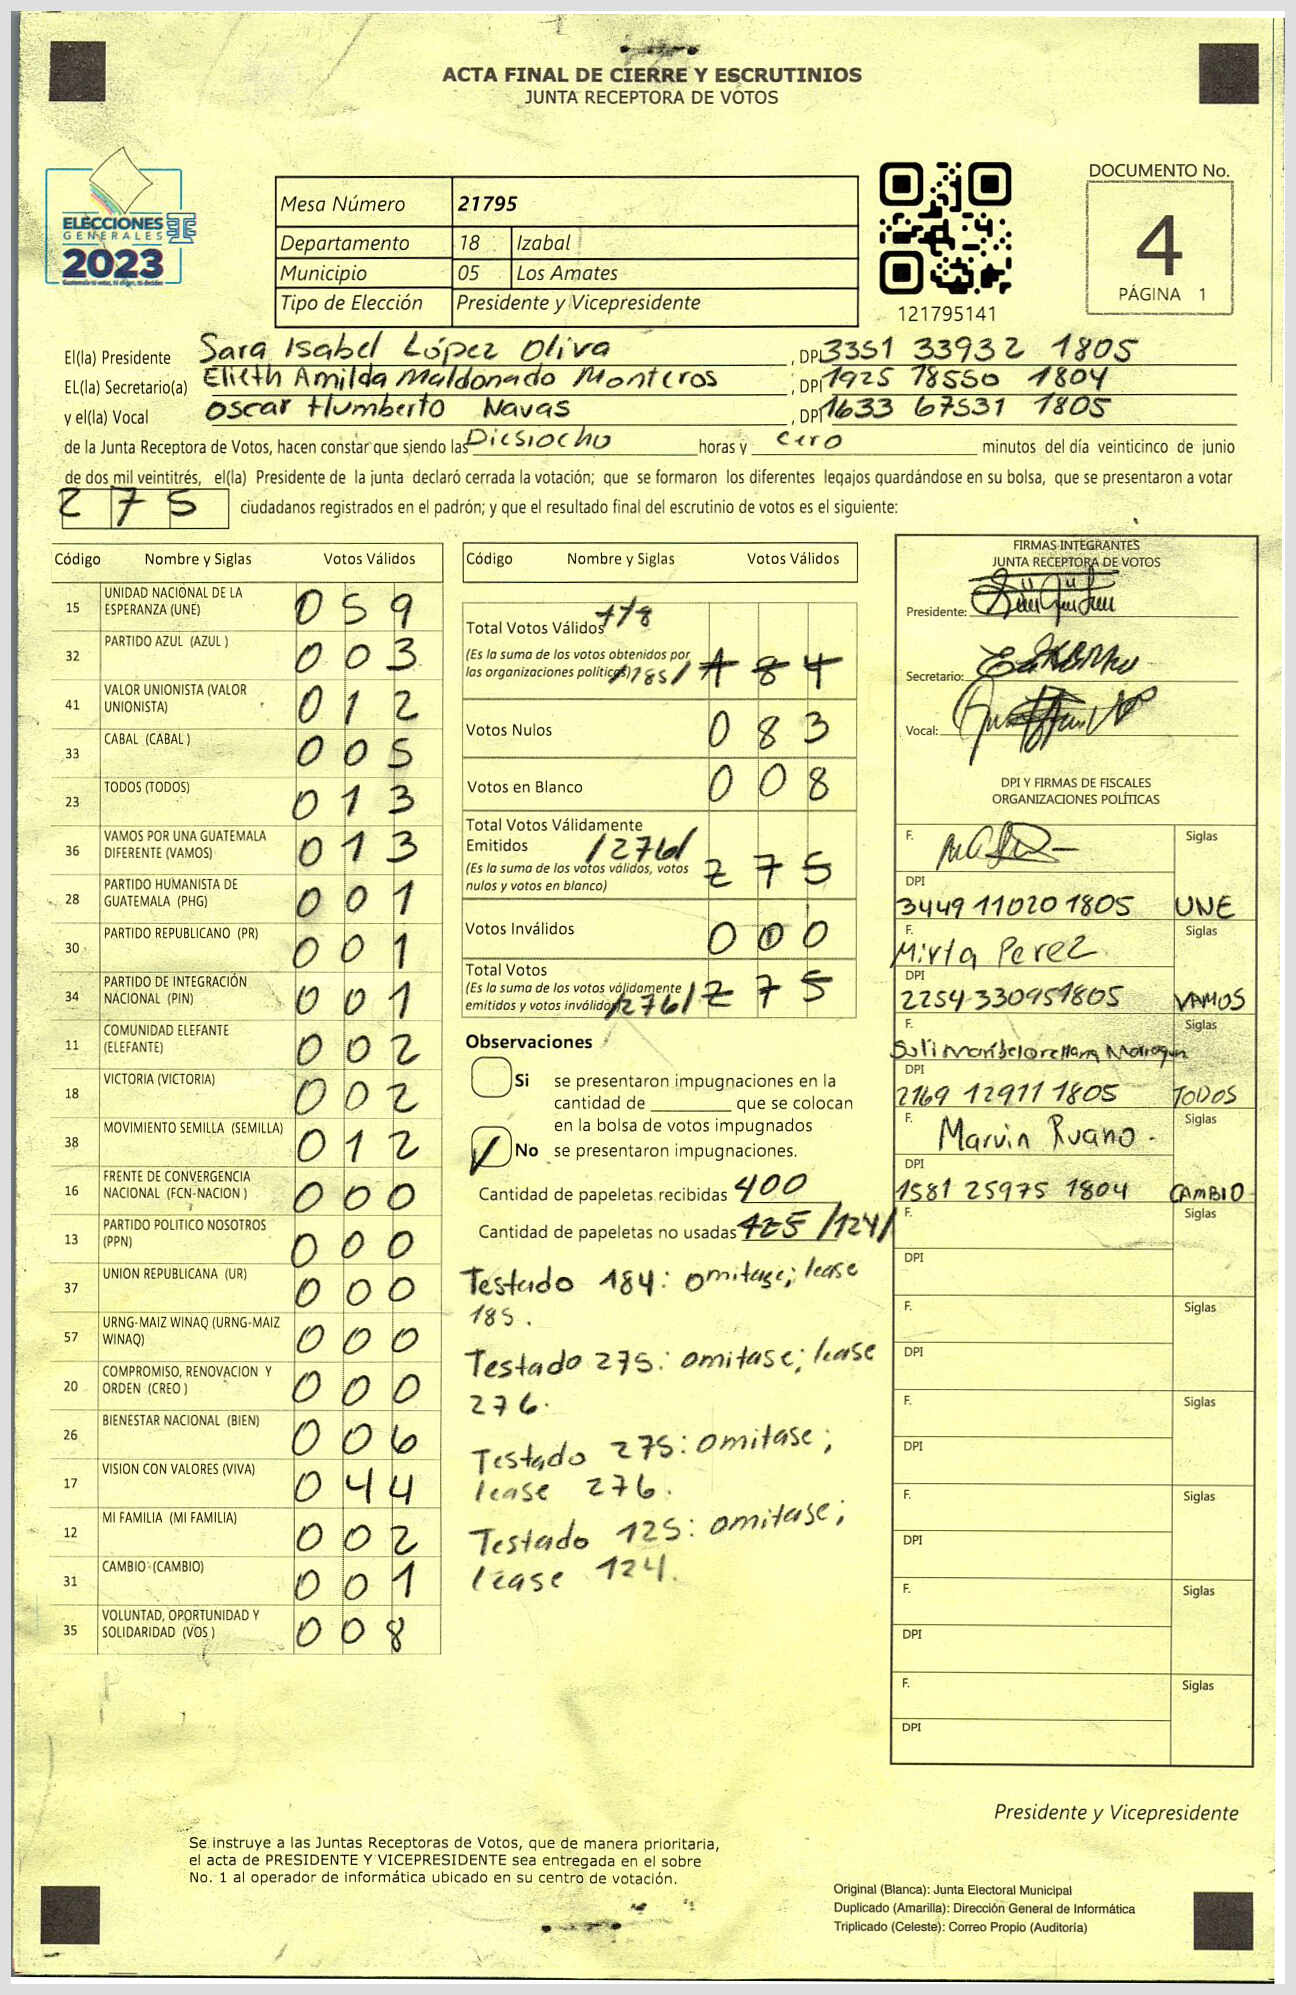 ACTA FINAL DE CIERRE Y ESCRUTINIOS
JUNTA RECEPTORA DE VOTOS
ELECCIONES
GENERALES
2023
Mesa Número 21795
Departamento 18 Izabal
Municipio 05 Los Amates
Tipo de Elección Presidente y Vicepresidente
121795141
DOCUMENTO No.
4
PÁGINA 1
El(la) Presidente Sara Isabel López Oliva, DPI 3351 33932 1805
EL(la) Secretario(a) Elieth Amilda Maldonado Monteros, DPI 1925 78550 1804
y el(la) Vocal Oscar Humberto Navas, DPI 1633 67531 1805
de la Junta Receptora de Votos, hacen constar que siendo las Diesiocho horas y cero minutos del día veinticinco de junio
de dos mil veintitrés, el(la) Presidente de la junta declaró cerrada la votación; que se formaron los diferentes legajos guardándose en su bolsa, que se presentaron a votar
275 ciudadanos registrados en el padrón; y que el resultado final del escrutinio de votos es el siguiente:
Código Nombre y Siglas Votos Válidos
15 UNIDAD NACIONAL DE LA
ESPERANZA (UNE) 059
32 PARTIDO AZUL (AZUL ) 003
41 VALOR UNIONISTA (VALOR
UNIONISTA) 012
33 CABAL (CABAL ) 005
23 TODOS (TODOS) 013
36 VAMOS POR UNA GUATEMALA
DIFERENTE (VAMOS) 013
28 PARTIDO HUMANISTA DE
GUATEMALA (PHG) 001
30 PARTIDO REPUBLICANO (PR) 001
34 PARTIDO DE INTEGRACIÓN
NACIONAL (PIN) 001
11 COMUNIDAD ELEFANTE
(ELEFANTE) 002
18 VICTORIA (VICTORIA) 002
38 MOVIMIENTO SEMILLA (SEMILLA) 012
16 FRENTE DE CONVERGENCIA
NACIONAL (FCN-NACION ) 000
13 PARTIDO POLITICO NOSOTROS
(PPN) 000
37 UNION REPUBLICANA (UR) 000
57 URNG-MAIZ WINAQ (URNG-MAIZ
WINAQ) 000
20 COMPROMISO, RENOVACION Y
ORDEN (CREO ) 000
26 BIENESTAR NACIONAL (BIEN) 006
17 VISION CON VALORES (VIVA) 044
12 MI FAMILIA (MI FAMILIA) 002
31 CAMBIO (CAMBIO) 001
35 VOLUNTAD, OPORTUNIDAD Y
SOLIDARIDAD (VOS ) 008
Código Nombre y Siglas Votos Válidos
Total Votos Válidos
(Es la suma de los votos obtenidos por
las organizaciones políticas) /185/ 184
Votos Nulos 083
Votos en Blanco 008
Total Votos Válidamente
Emitidos /276/
(Es la suma de los votos válidos, votos
nulos y votos en blanco) 275
Votos Inválidos 000
Total Votos
(Es la suma de los votos válidamente
emitidos y votos inválidos) /276/ 275
Observaciones
Si se presentaron impugnaciones en la
cantidad de ________ que se colocan
en la bolsa de votos impugnados
No se presentaron impugnaciones.
Cantidad de papeletas recibidas 400
Cantidad de papeletas no usadas 125 /124/
Testado 184: omitase; lease
185.
Testado 275: omitase; lease
276.
Testado 275: omitase;
lease 276.
Testado 125: omitase;
lease 124.
FIRMAS INTEGRANTES
JUNTA RECEPTORA DE VOTOS
Presidente:
Secretario:
Vocal:
DPI Y FIRMAS DE FISCALES
ORGANIZACIONES POLÍTICAS
F. Siglas
DPI
3449 11020 1805 UNE
F. Siglas
Mirta Perez
DPI
2254 33095 1805 VAMOS
F. Siglas
DPI
2169 12911 1805 TODOS
F. Siglas
Marvin Ruano.
DPI
1581 25975 1804 CAMBIO
F. Siglas
DPI
F. Siglas
DPI
F. Siglas
DPI
F. Siglas
DPI
F. Siglas
DPI
F. Siglas
DPI
Presidente y Vicepresidente
Se instruye a las Juntas Receptoras de Votos, que de manera prioritaria,
el acta de PRESIDENTE Y VICEPRESIDENTE sea entregada en el sobre
No. 1 al operador de informática ubicado en su centro de votación.
Original (Blanca): Junta Electoral Municipal
Duplicado (Amarilla): Dirección General de Informática
Triplicado (Celeste): Correo Propio (Auditoría)